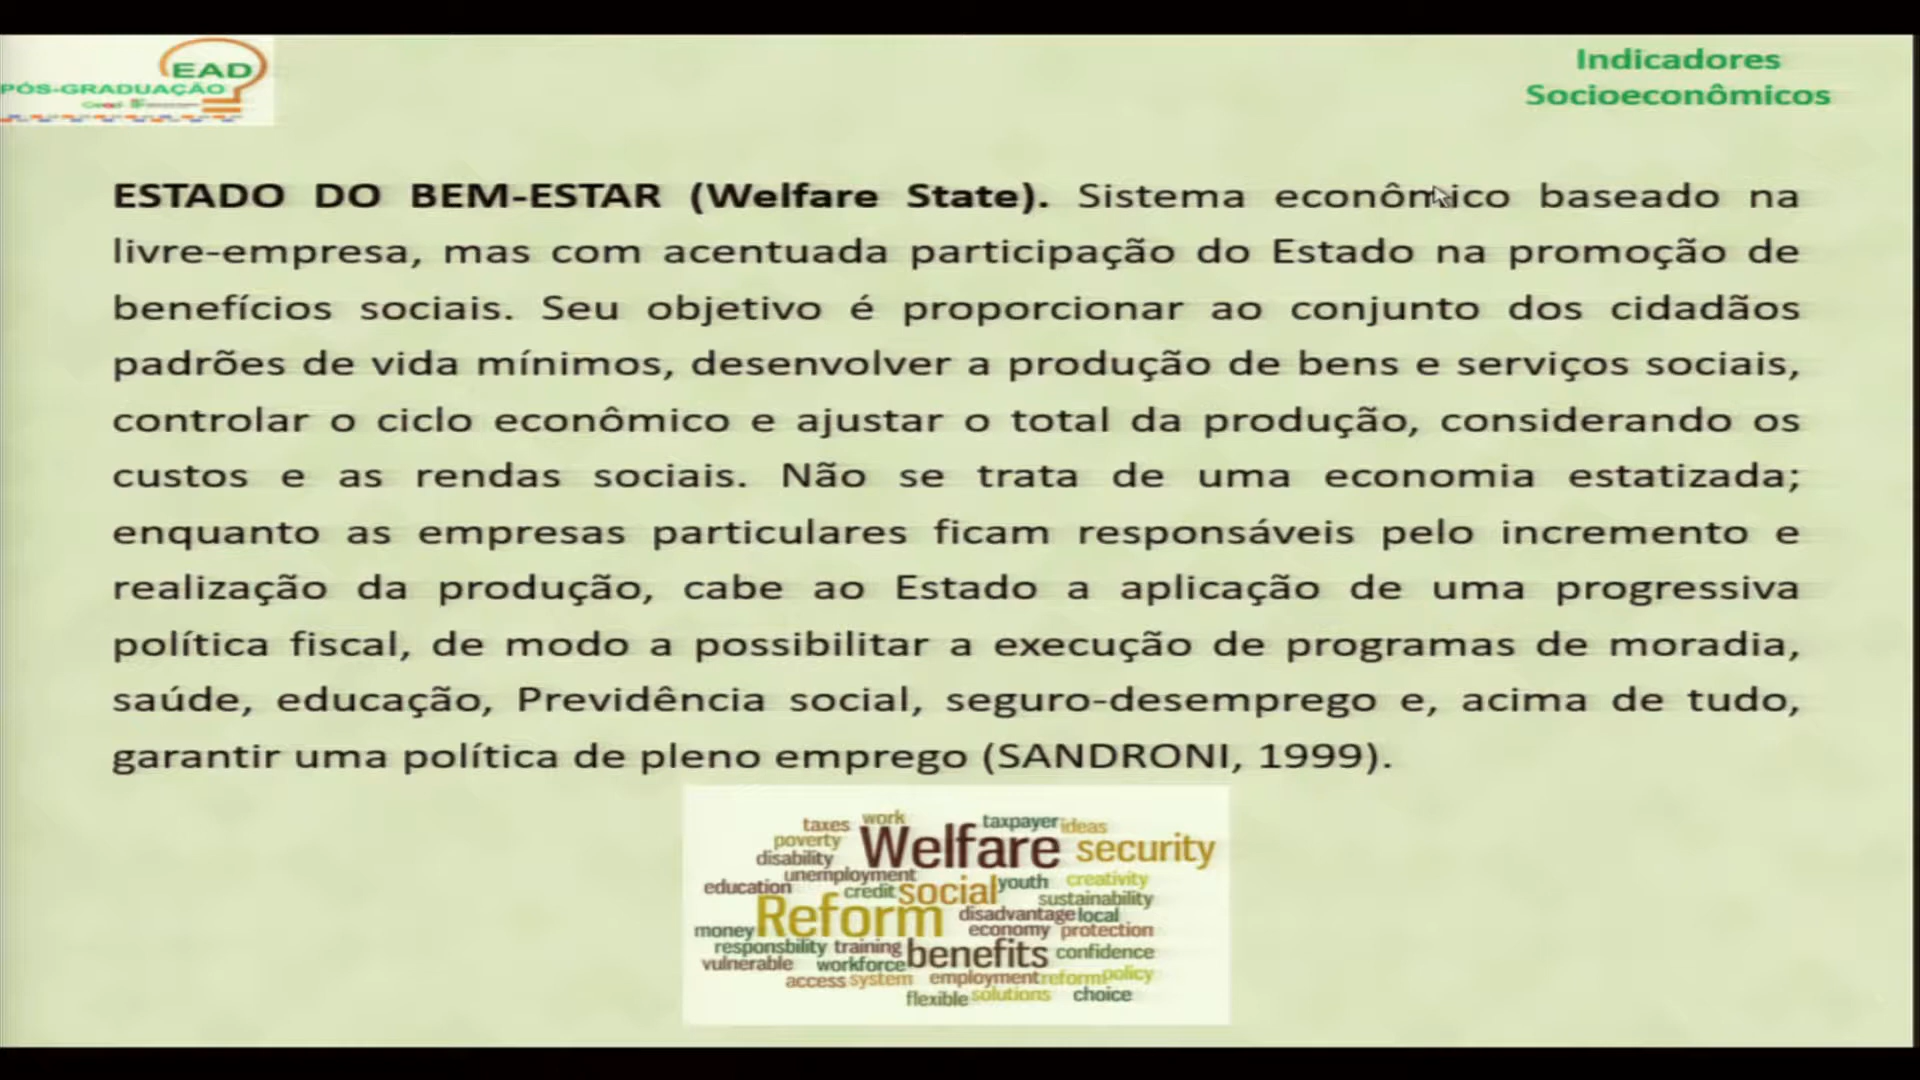 EAD
PÓS-GRADUAÇÃO
Indicadores
Socioeconômicos
ESTADO DO BEM-ESTAR (Welfare State). Sistema econômico baseado na
livre-empresa, mas com acentuada participação do Estado na promoção de
benefícios sociais. Seu objetivo é proporcionar ao conjunto dos cidadãos
padrões de vida mínimos, desenvolver a produção de bens e serviços sociais,
controlar o ciclo econômico e ajustar o total da produção, considerando os
custos e as rendas sociais. Não se trata de uma economia estatizada;
enquanto as empresas particulares ficam responsáveis pelo incremento e
realização da produção, cabe ao Estado a aplicação de uma progressiva
política fiscal, de modo a possibilitar a execução de programas de moradia,
saúde, educação, Previdência social, seguro-desemprego e, acima de tudo,
garantir uma política de pleno emprego (SANDRONI, 1999).
taxes work taxpayer ideas
poverty Welfare security
disability
unemployment
education credit social youth creativity
sustainability
Reform disadvantage local
money economy protection
responsbility training benefits confidence
vulnerable workforce
access system employment reform policy
flexible solutions choice